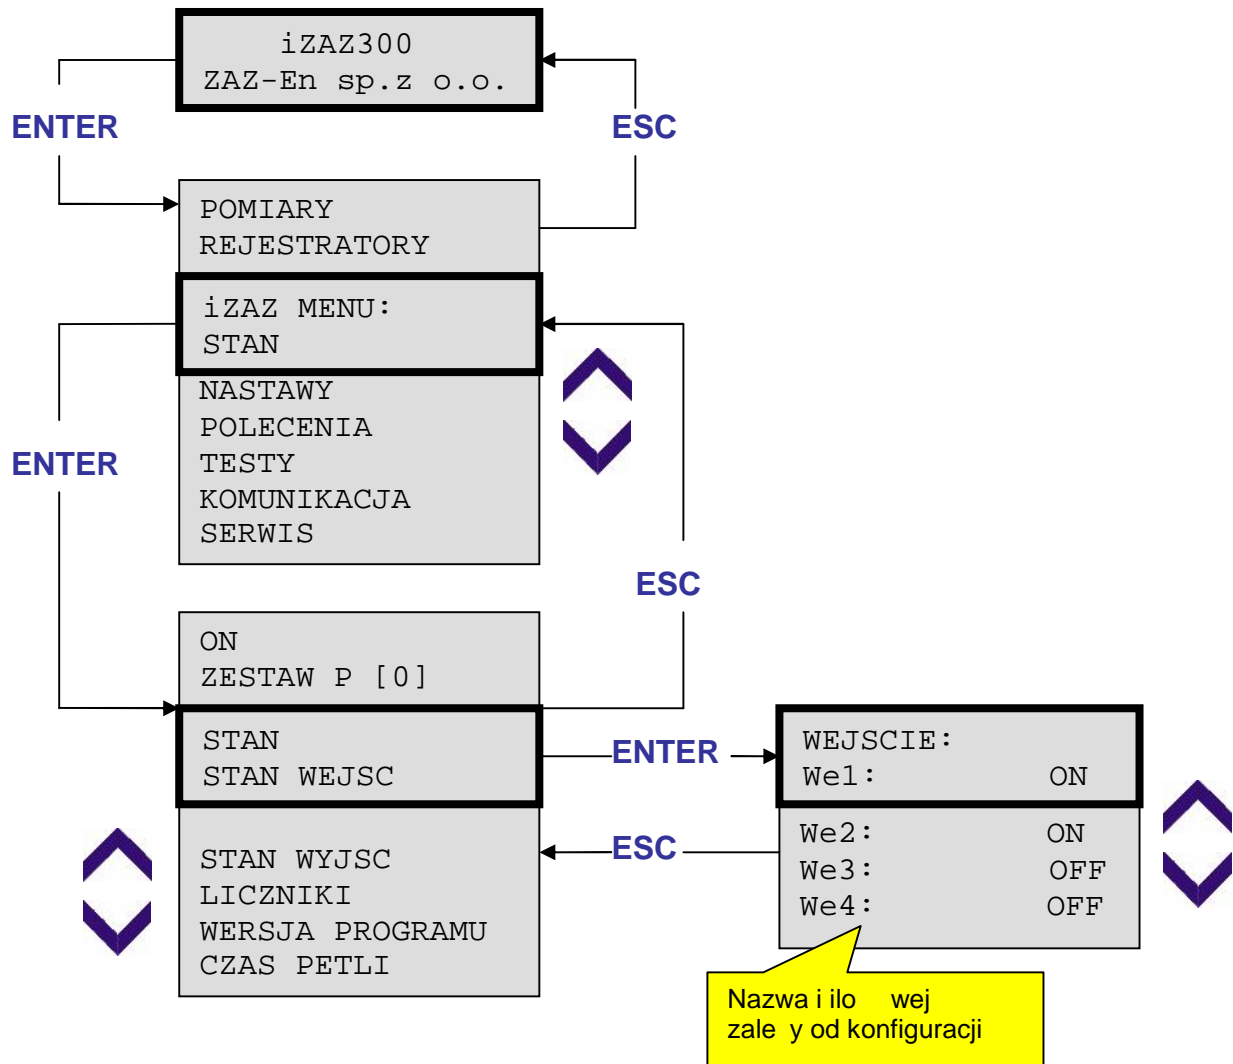 iZAZ300
ZAZ-En sp.z o.o.
ENTER
ESC
POMIARY
REJESTRATORY
iZAZ MENU:
STAN
NASTAWY
POLECENIA
TESTY
KOMUNIKACJA
SERWIS
ENTER
ESC
ON
ZESTAW P [0]
STAN
STAN WEJSC
ENTER
WEJSCIE:
We1: ON
STAN WYJSC
LICZNIKI
WERSJA PROGRAMU
CZAS PETLI
ESC
We2: ON
We3: OFF
We4: OFF
Nazwa i ilo wej
zale y od konfiguracji